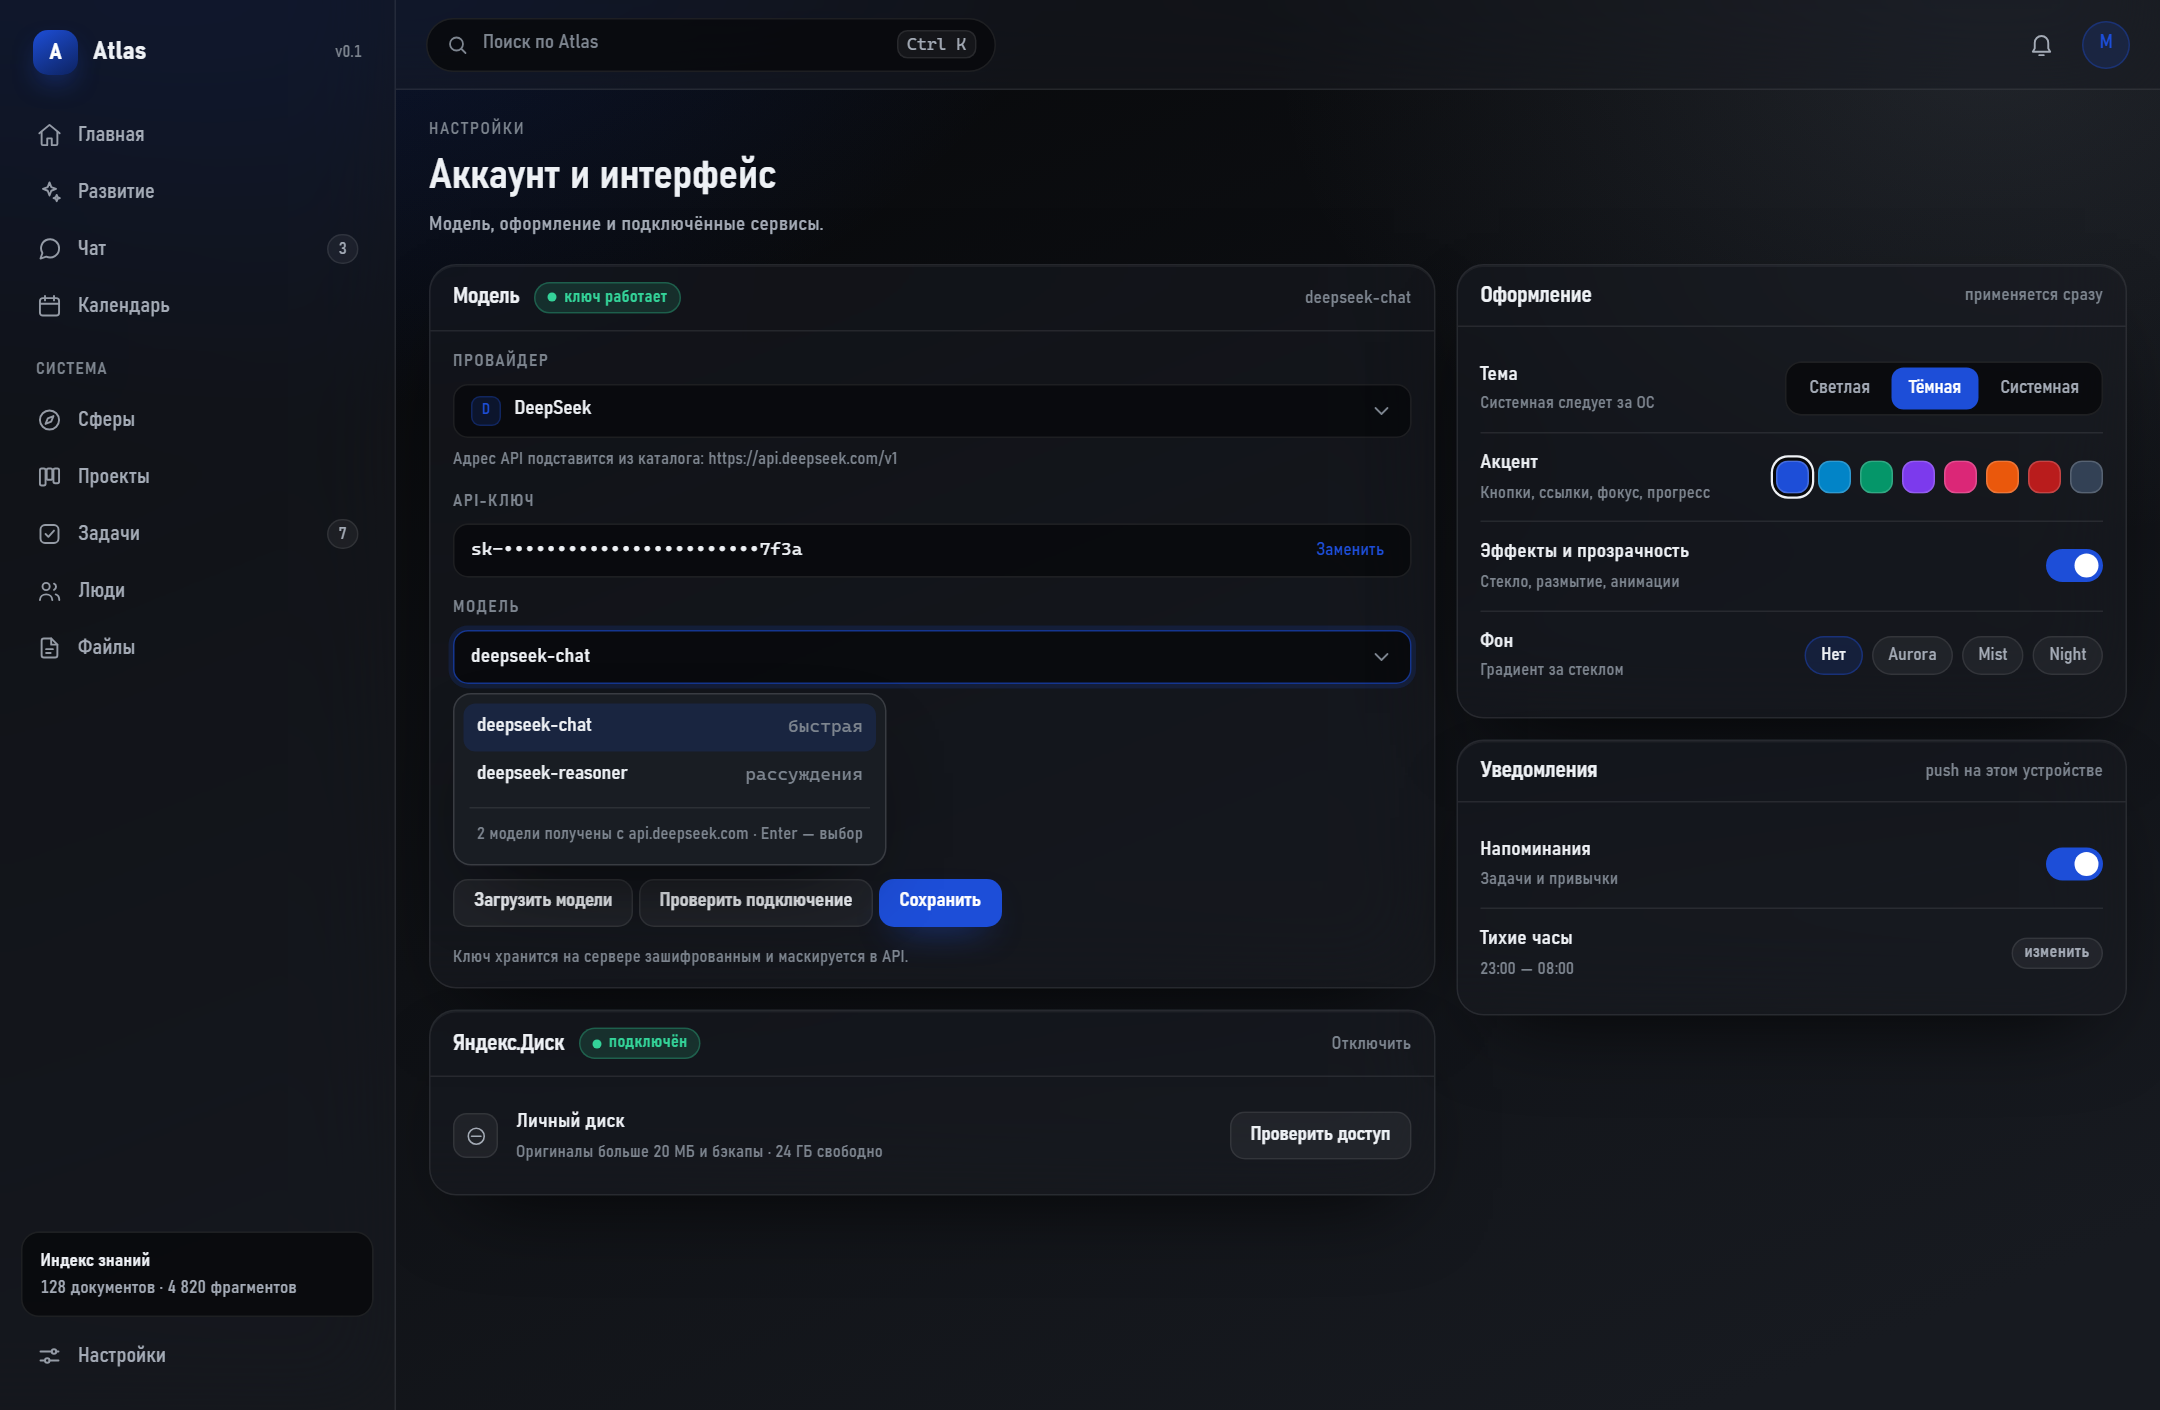 A Atlas v0.1
Главная
Развитие
Чат 3
Календарь
СИСТЕМА
Сферы
Проекты
Задачи 7
Люди
Файлы
Индекс знаний
128 документов · 4 820 фрагментов
Настройки
Поиск по Atlas Ctrl K
М
НАСТРОЙКИ
Аккаунт и интерфейс
Модель, оформление и подключённые сервисы.
Модель ключ работает deepseek-chat
ПРОВАЙДЕР
D DeepSeek
Адрес API подставится из каталога: https://api.deepseek.com/v1
API-КЛЮЧ
sk-••••••••••••••••••••••••7f3a Заменить
МОДЕЛЬ
deepseek-chat
deepseek-chat быстрая
deepseek-reasoner рассуждения
2 модели получены с api.deepseek.com · Enter — выбор
Загрузить модели Проверить подключение Сохранить
Ключ хранится на сервере зашифрованным и маскируется в API.
Яндекс.Диск подключён Отключить
Личный диск
Оригиналы больше 20 МБ и бэкапы · 24 ГБ свободно
Проверить доступ
Оформление применяется сразу
Тема
Системная следует за ОС
Светлая Тёмная Системная
Акцент
Кнопки, ссылки, фокус, прогресс
Эффекты и прозрачность
Стекло, размытие, анимации
Фон
Градиент за стеклом
Нет Aurora Mist Night
Уведомления push на этом устройстве
Напоминания
Задачи и привычки
Тихие часы
23:00 — 08:00
изменить